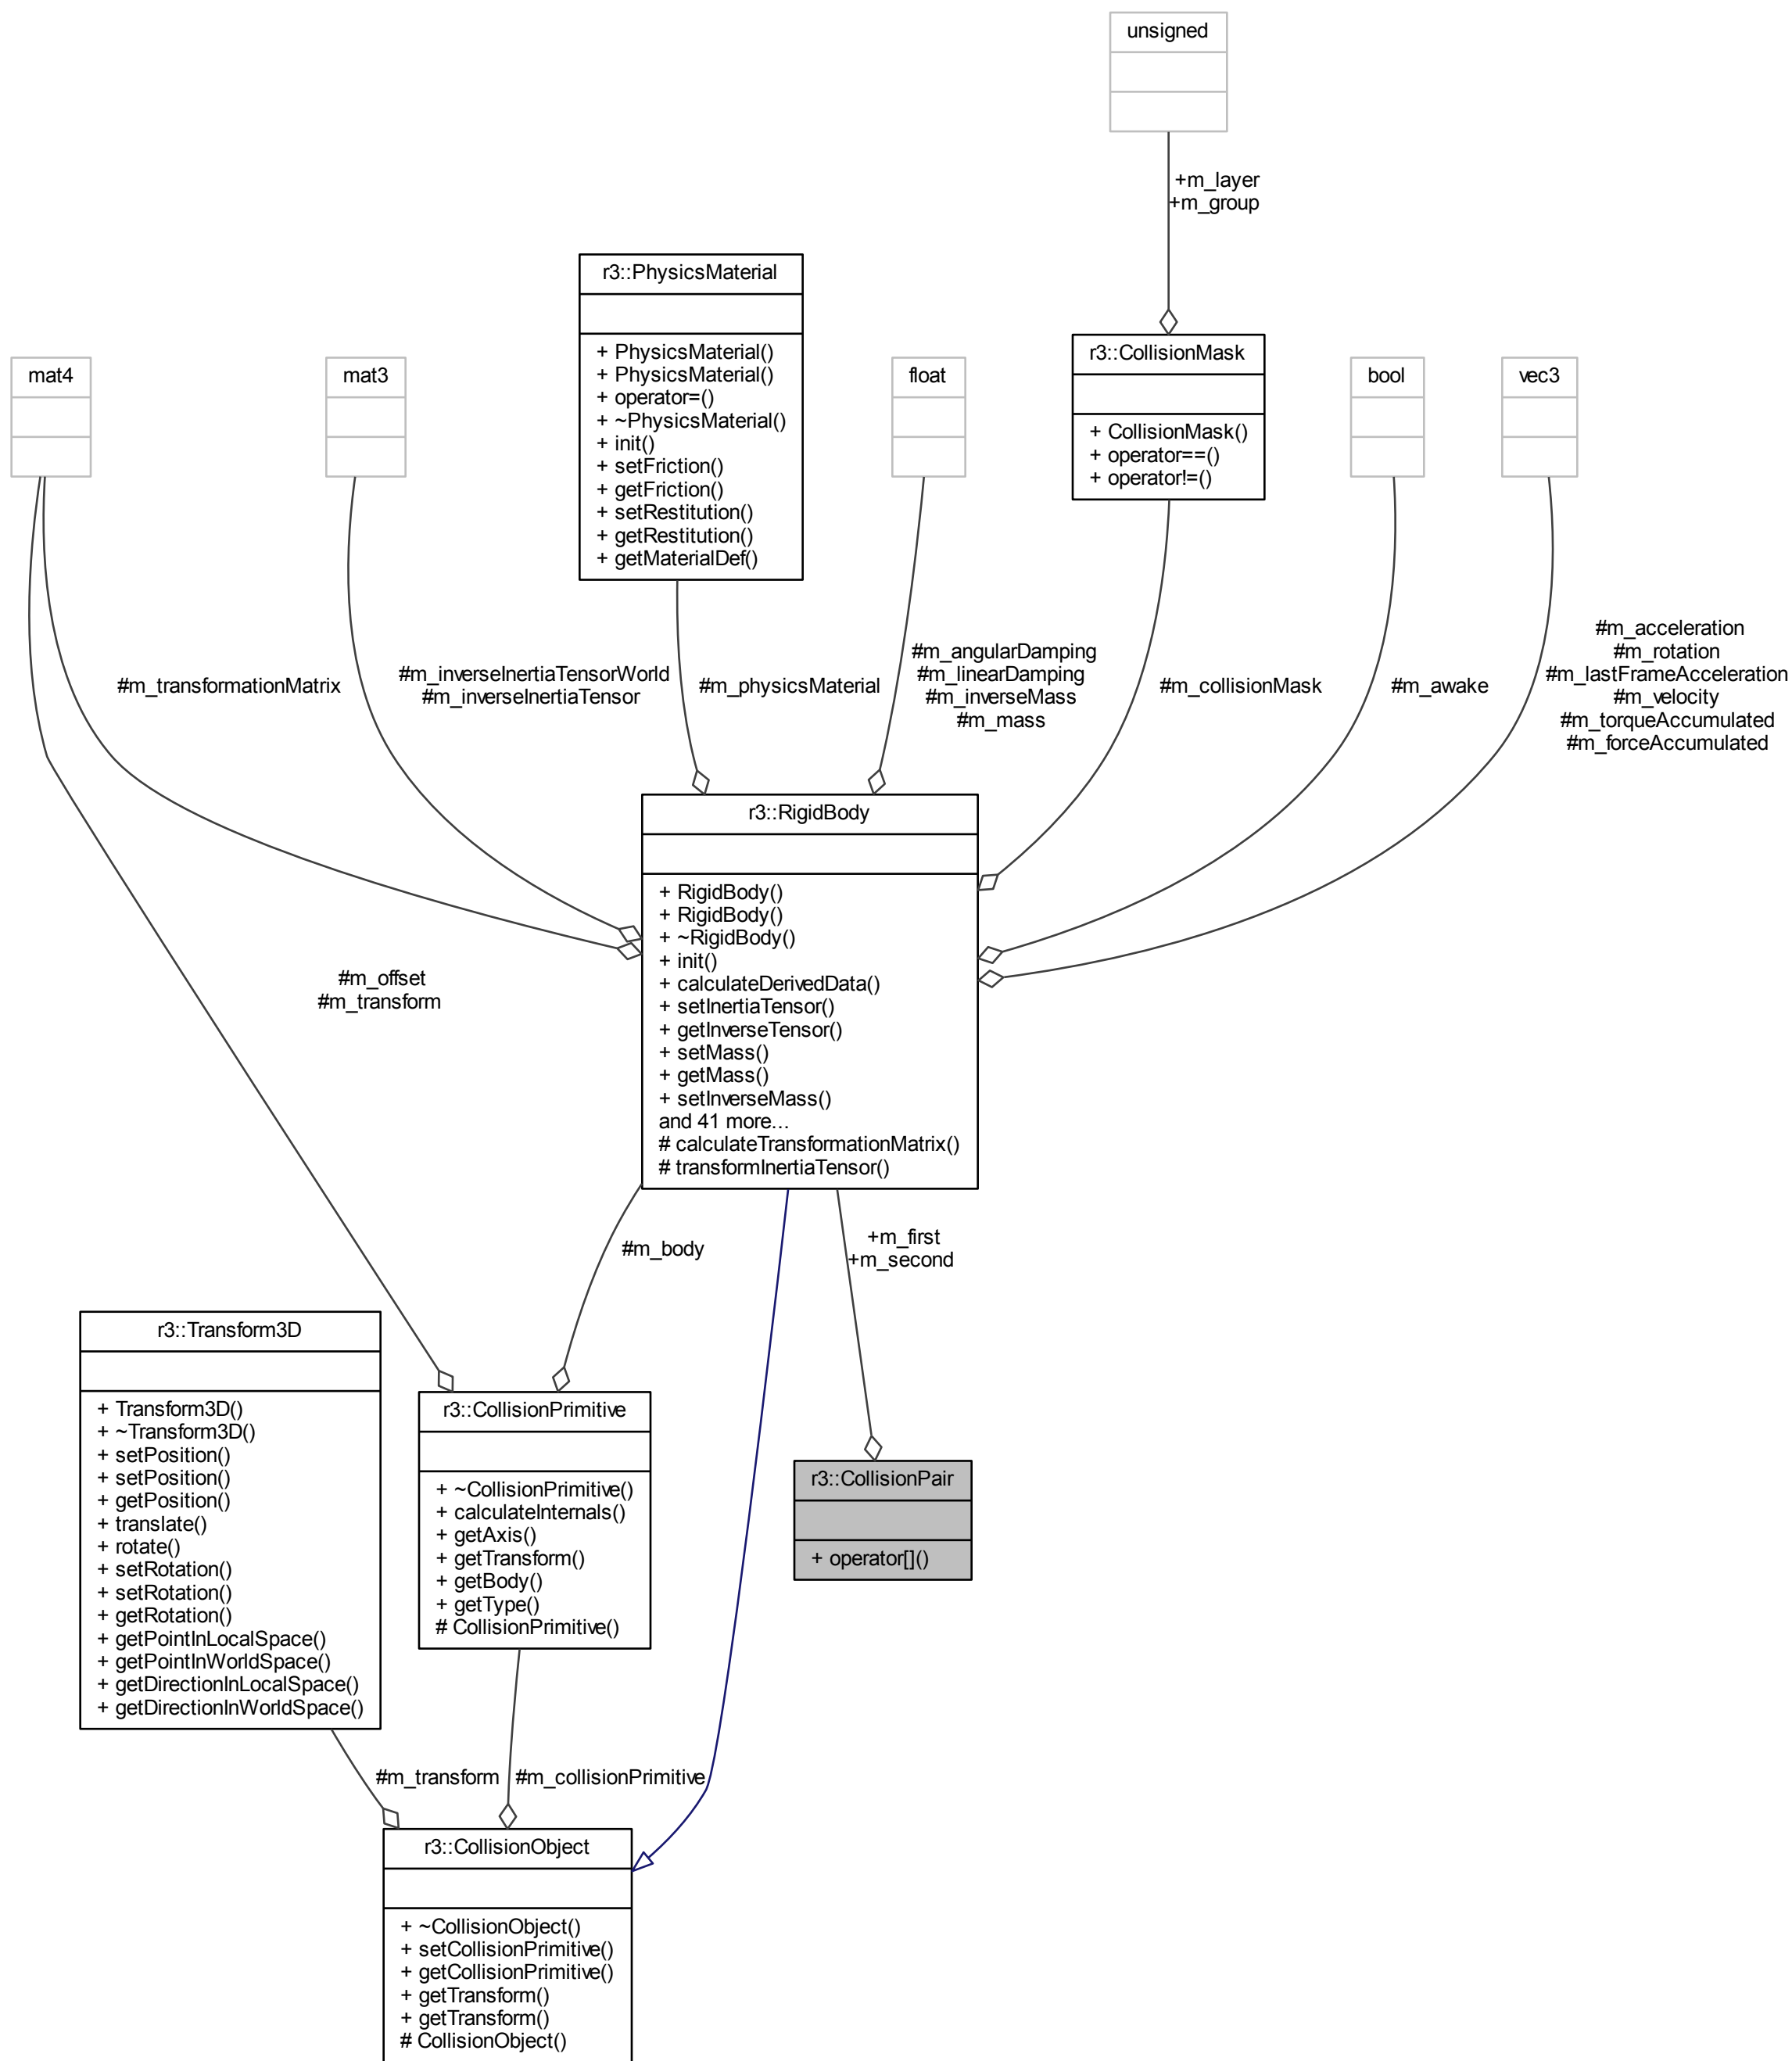 unsigned
+m_layer
+m_group
r3::PhysicsMaterial
+ PhysicsMaterial()
+ PhysicsMaterial()
+ operator=()
+ ~PhysicsMaterial()
+ init()
+ setFriction()
+ getFriction()
+ setRestitution()
+ getRestitution()
+ getMaterialDef()
r3::CollisionMask
+ CollisionMask()
+ operator==()
+ operator!=()
mat4
mat3
float
bool
vec3
#m_transformationMatrix
#m_inverseInertiaTensorWorld
#m_inverseInertiaTensor
#m_physicsMaterial
#m_angularDamping
#m_linearDamping
#m_inverseMass
#m_mass
#m_collisionMask
#m_awake
#m_acceleration
#m_rotation
#m_lastFrameAcceleration
#m_velocity
#m_torqueAccumulated
#m_forceAccumulated
r3::RigidBody
+ RigidBody()
+ RigidBody()
+ ~RigidBody()
+ init()
+ calculateDerivedData()
+ setInertiaTensor()
+ getInverseTensor()
+ setMass()
+ getMass()
+ setInverseMass()
and 41 more...
# calculateTransformationMatrix()
# transformInertiaTensor()
#m_offset
#m_transform
#m_body
+m_first
+m_second
r3::Transform3D
+ Transform3D()
+ ~Transform3D()
+ setPosition()
+ setPosition()
+ getPosition()
+ translate()
+ rotate()
+ setRotation()
+ setRotation()
+ getRotation()
+ getPointInLocalSpace()
+ getPointInWorldSpace()
+ getDirectionInLocalSpace()
+ getDirectionInWorldSpace()
r3::CollisionPrimitive
+ ~CollisionPrimitive()
+ calculateInternals()
+ getAxis()
+ getTransform()
+ getBody()
+ getType()
# CollisionPrimitive()
r3::CollisionPair
+ operator[]()
#m_transform
#m_collisionPrimitive
r3::CollisionObject
+ ~CollisionObject()
+ setCollisionPrimitive()
+ getCollisionPrimitive()
+ getTransform()
+ getTransform()
# CollisionObject()